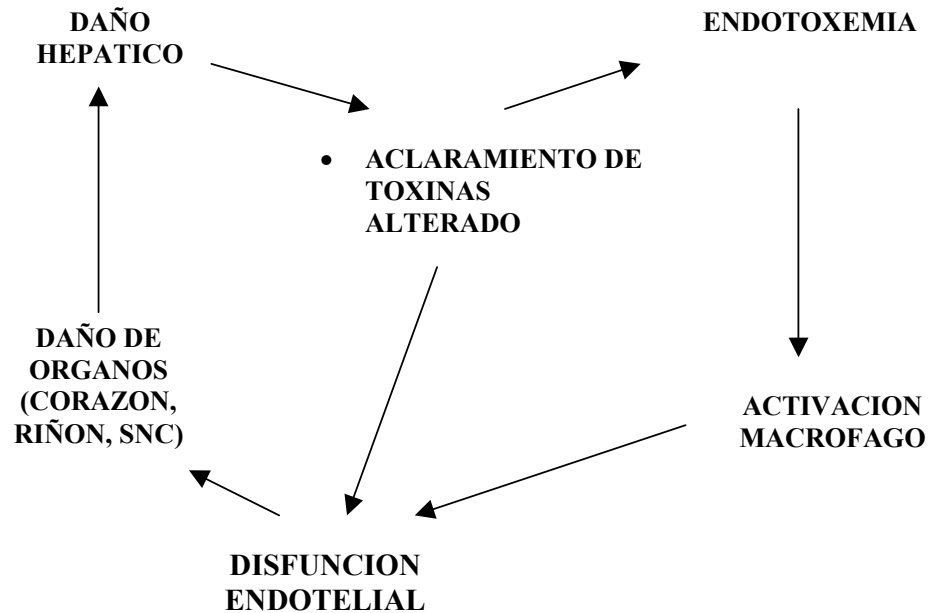 DAÑO
HEPATICO
ENDOTOXEMIA
• ACLARAMIENTO DE
TOXINAS
ALTERADO
DAÑO DE
ORGANOS
(CORAZON,
RIÑON, SNC)
ACTIVACION
MACROFAGO
DISFUNCION
ENDOTELIAL